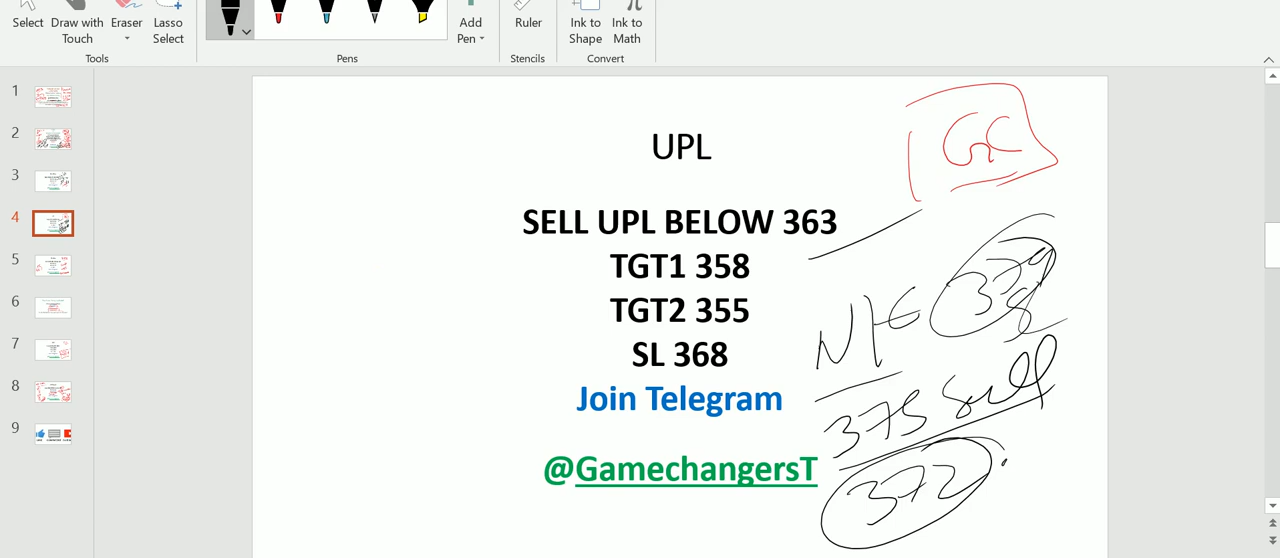 Select
Draw with Touch
Eraser
Lasso Select
Add Pen
Ruler
Ink to Shape
Ink to Math
Tools
Pens
Stencils
Convert
1
2
3
4
5
6
7
8
9
UPL
GC
SELL UPL BELOW 363
TGT1 358
TGT2 355
SL 368
Join Telegram
@GamechangersT
375 Sell
372